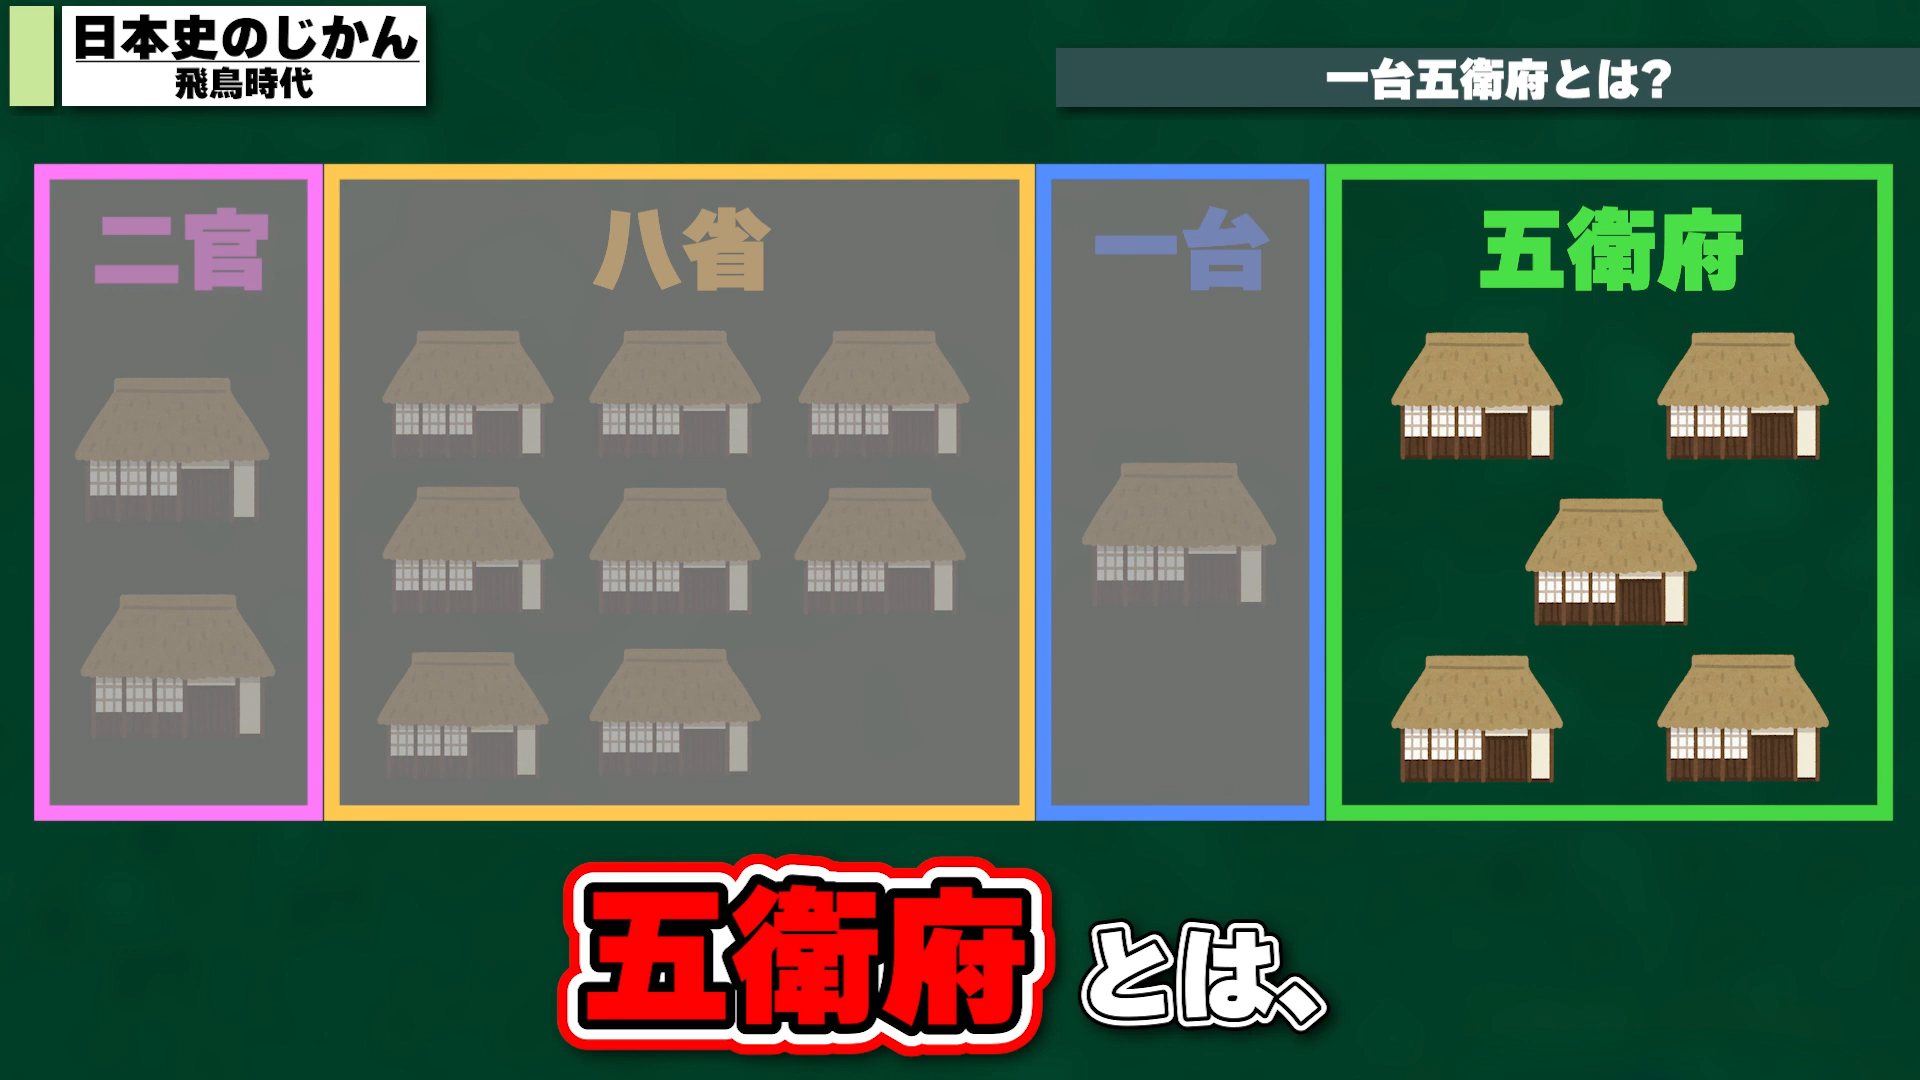 日本史のじかん
飛鳥時代
一台五衛府とは?
二官
八省
一台
五衛府
五衛府とは、